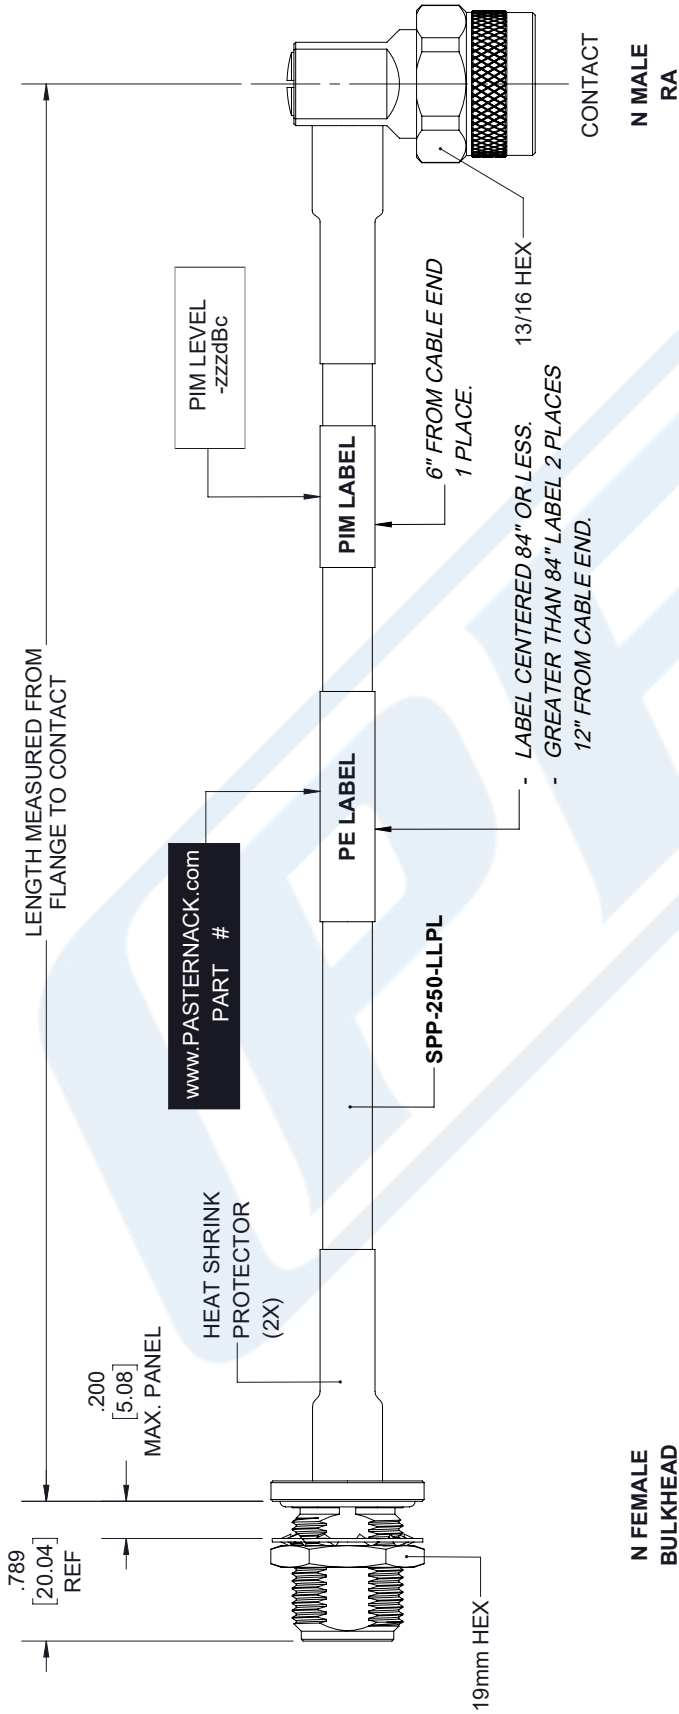 LENGTH MEASURED FROM
FLANGE TO CONTACT
.789
[20.04]
REF
.200
[5.08]
MAX. PANEL
HEAT SHRINK
PROTECTOR
(2X)
www.PASTERNACK.com
PART #
PIM LEVEL
-zzzdBc
PE LABEL
PIM LABEL
19mm HEX
SPP-250-LLPL
- LABEL CENTERED 84" OR LESS.
- GREATER THAN 84" LABEL 2 PLACES
12" FROM CABLE END.
6" FROM CABLE END
1 PLACE.
13/16 HEX
CONTACT
N FEMALE
BULKHEAD
N MALE
RA